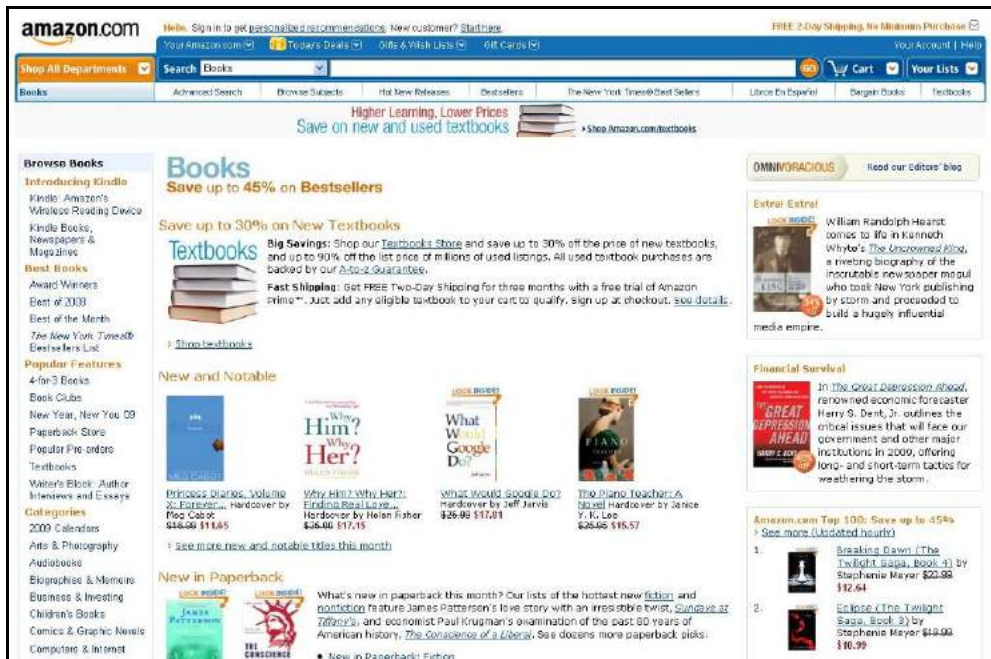 amazon.com
Hello. Sign in to get personalized recommendations. New customer? Start here.
FREE 2-Day Shipping, No Minimum Purchase
Your Amazon.com
Today's Deals
Gifts & Wish Lists
Gift Cards
Your Account | Help
Shop All Departments
Search Books
GO
Cart
Your Lists
Books
Advanced Search
Browse Subjects
Hot New Releases
Bestsellers
The New York Times® Best Sellers
Libros En Español
Bargain Books
Textbooks
Higher Learning, Lower Prices
Save on new and used textbooks
Shop Amazon.com/textbooks
Browse Books
Introducing Kindle
Kindle: Amazon's
Wireless Reading Device
Kindle Books,
Newspapers &
Magazines
Best Books
Award Winners
Best of 2008
Best of the Month
The New York Times®
Bestsellers List
Popular Features
4-for-3 Books
Book Clubs
New Year, New You 09
Paperback Store
Popular Pre-orders
Textbooks
Writer's Block: Author
Interviews and Essays
Categories
2009 Calendars
Arts & Photography
Audiobooks
Biographies & Memoirs
Business & Investing
Children's Books
Comics & Graphic Novels
Computers & Internet
Books
Save up to 45% on Bestsellers
Save up to 30% on New Textbooks
Textbooks
Big Savings: Shop our Textbooks Store and save up to 30% off the price of new textbooks,
and up to 90% off the list price of millions of used listings. All used textbook purchases are
backed by our A-to-z Guarantee.
Fast Shipping: Get FREE Two-Day Shipping for three months with a free trial of Amazon
Prime™. Just add any eligible textbook to your cart to qualify. Sign up at checkout. See details.
Shop textbooks
New and Notable
MEG CABOT
LOOK INSIDE!
Why
Him?
Why
Her?
HELEN FISHER
LOOK INSIDE!
What
Would
Google
Do?
LOOK INSIDE!
PIANO
TEACHER
Princess Diaries, Volume
X: Forever... Hardcover by
Meg Cabot
$16.99 $11.65
Why Him? Why Her?:
Finding Real Love...
Hardcover by Helen Fisher
$25.00 $17.15
What Would Google Do?
Hardcover by Jeff Jarvis
$26.99 $17.81
The Piano Teacher: A
Novel Hardcover by Janice
Y. K. Lee
$25.95 $15.57
See more new and notable titles this month
New in Paperback
LOOK INSIDE!
JAMES
PATTERSON
LOOK INSIDE!
THE
CONSCIENCE
What's new in paperback this month? Our lists of the hottest new fiction and
nonfiction feature James Patterson's love story with an irresistible twist, Sundays at
Tiffany's, and economist Paul Krugman's examination of the past 80 years of
American history, The Conscience of a Liberal. See dozens more paperback picks:
New in Paperback: Fiction
OMNIVORACIOUS
Read our Editors' blog
Extra! Extra!
LOOK INSIDE!
KING
William Randolph Hearst
comes to life in Kenneth
Whyte's The Uncrowned King,
a riveting biography of the
inscrutable newspaper mogul
who took New York publishing
by storm and proceeded to
build a hugely influential
media empire.
Financial Survival
GREAT
DEPRESSION
AHEAD
HARRY S. DENT
In The Great Depression Ahead,
renowned economic forecaster
Harry S. Dent, Jr. outlines the
critical issues that will face our
government and other major
institutions in 2009, offering
long- and short-term tactics for
weathering the storm.
Amazon.com Top 100: Save up to 45%
See more (Updated hourly)
1.
Breaking Dawn (The
Twilight Saga, Book 4) by
Stephenie Meyer $22.99
$12.64
2.
Eclipse (The Twilight
Saga, Book 3) by
Stephenie Meyer $19.99
$10.99